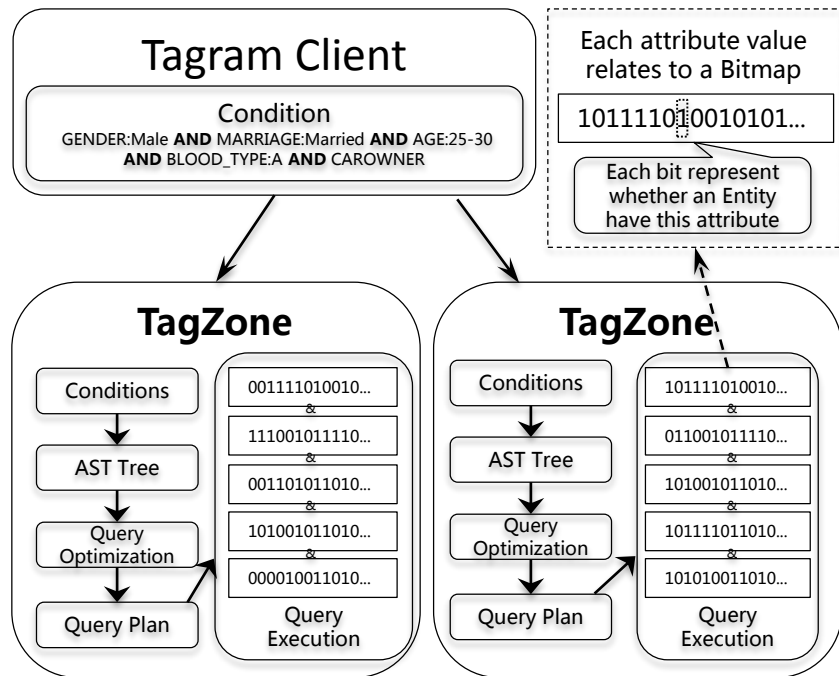 Tagram Client
Condition
GENDER:Male AND MARRIAGE:Married AND AGE:25-30
AND BLOOD_TYPE:A AND CAROWNER
Each attribute value
relates to a Bitmap
101111010010101...
Each bit represent
whether an Entity
have this attribute
TagZone
Conditions
AST Tree
Query
Optimization
Query Plan
001111010010...
&
111001011110...
&
001101011010...
&
101001011010...
&
000010011010...
Query
Execution
TagZone
Conditions
AST Tree
Query
Optimization
Query Plan
101111010010...
&
011001011110...
&
101001011010...
&
101111011010...
&
101010011010...
Query
Execution